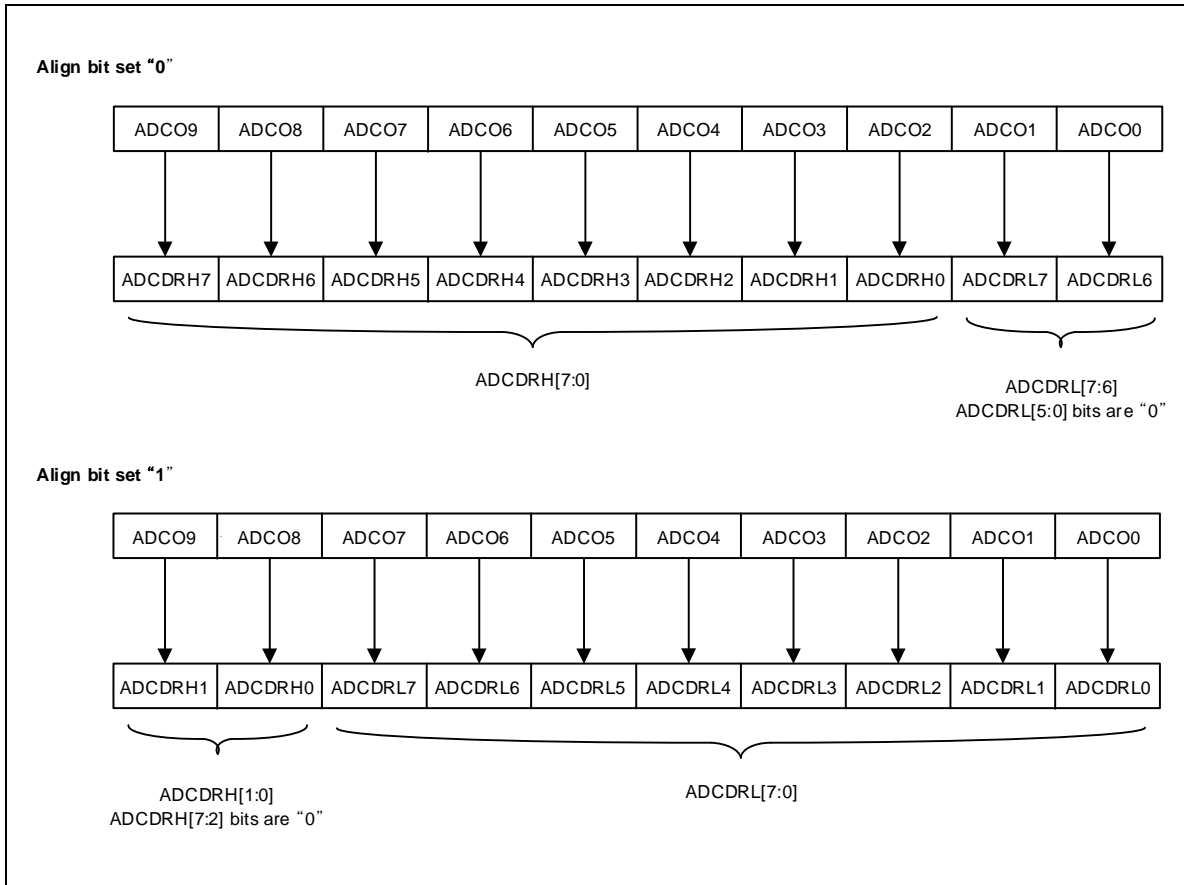 Align bit set “0”
ADCO9 ADCO8 ADCO7 ADCO6 ADCO5 ADCO4 ADCO3 ADCO2 ADCO1 ADCO0
ADCDRH7 ADCDRH6 ADCDRH5 ADCDRH4 ADCDRH3 ADCDRH2 ADCDRH1 ADCDRH0 ADCDRL7 ADCDRL6
ADCDRH[7:0]
ADCDRL[7:6]
ADCDRL[5:0] bits are “0”
Align bit set “1”
ADCO9 ADCO8 ADCO7 ADCO6 ADCO5 ADCO4 ADCO3 ADCO2 ADCO1 ADCO0
ADCDRH1 ADCDRH0 ADCDRL7 ADCDRL6 ADCDRL5 ADCDRL4 ADCDRL3 ADCDRL2 ADCDRL1 ADCDRL0
ADCDRH[1:0]
ADCDRH[7:2] bits are “0”
ADCDRL[7:0]